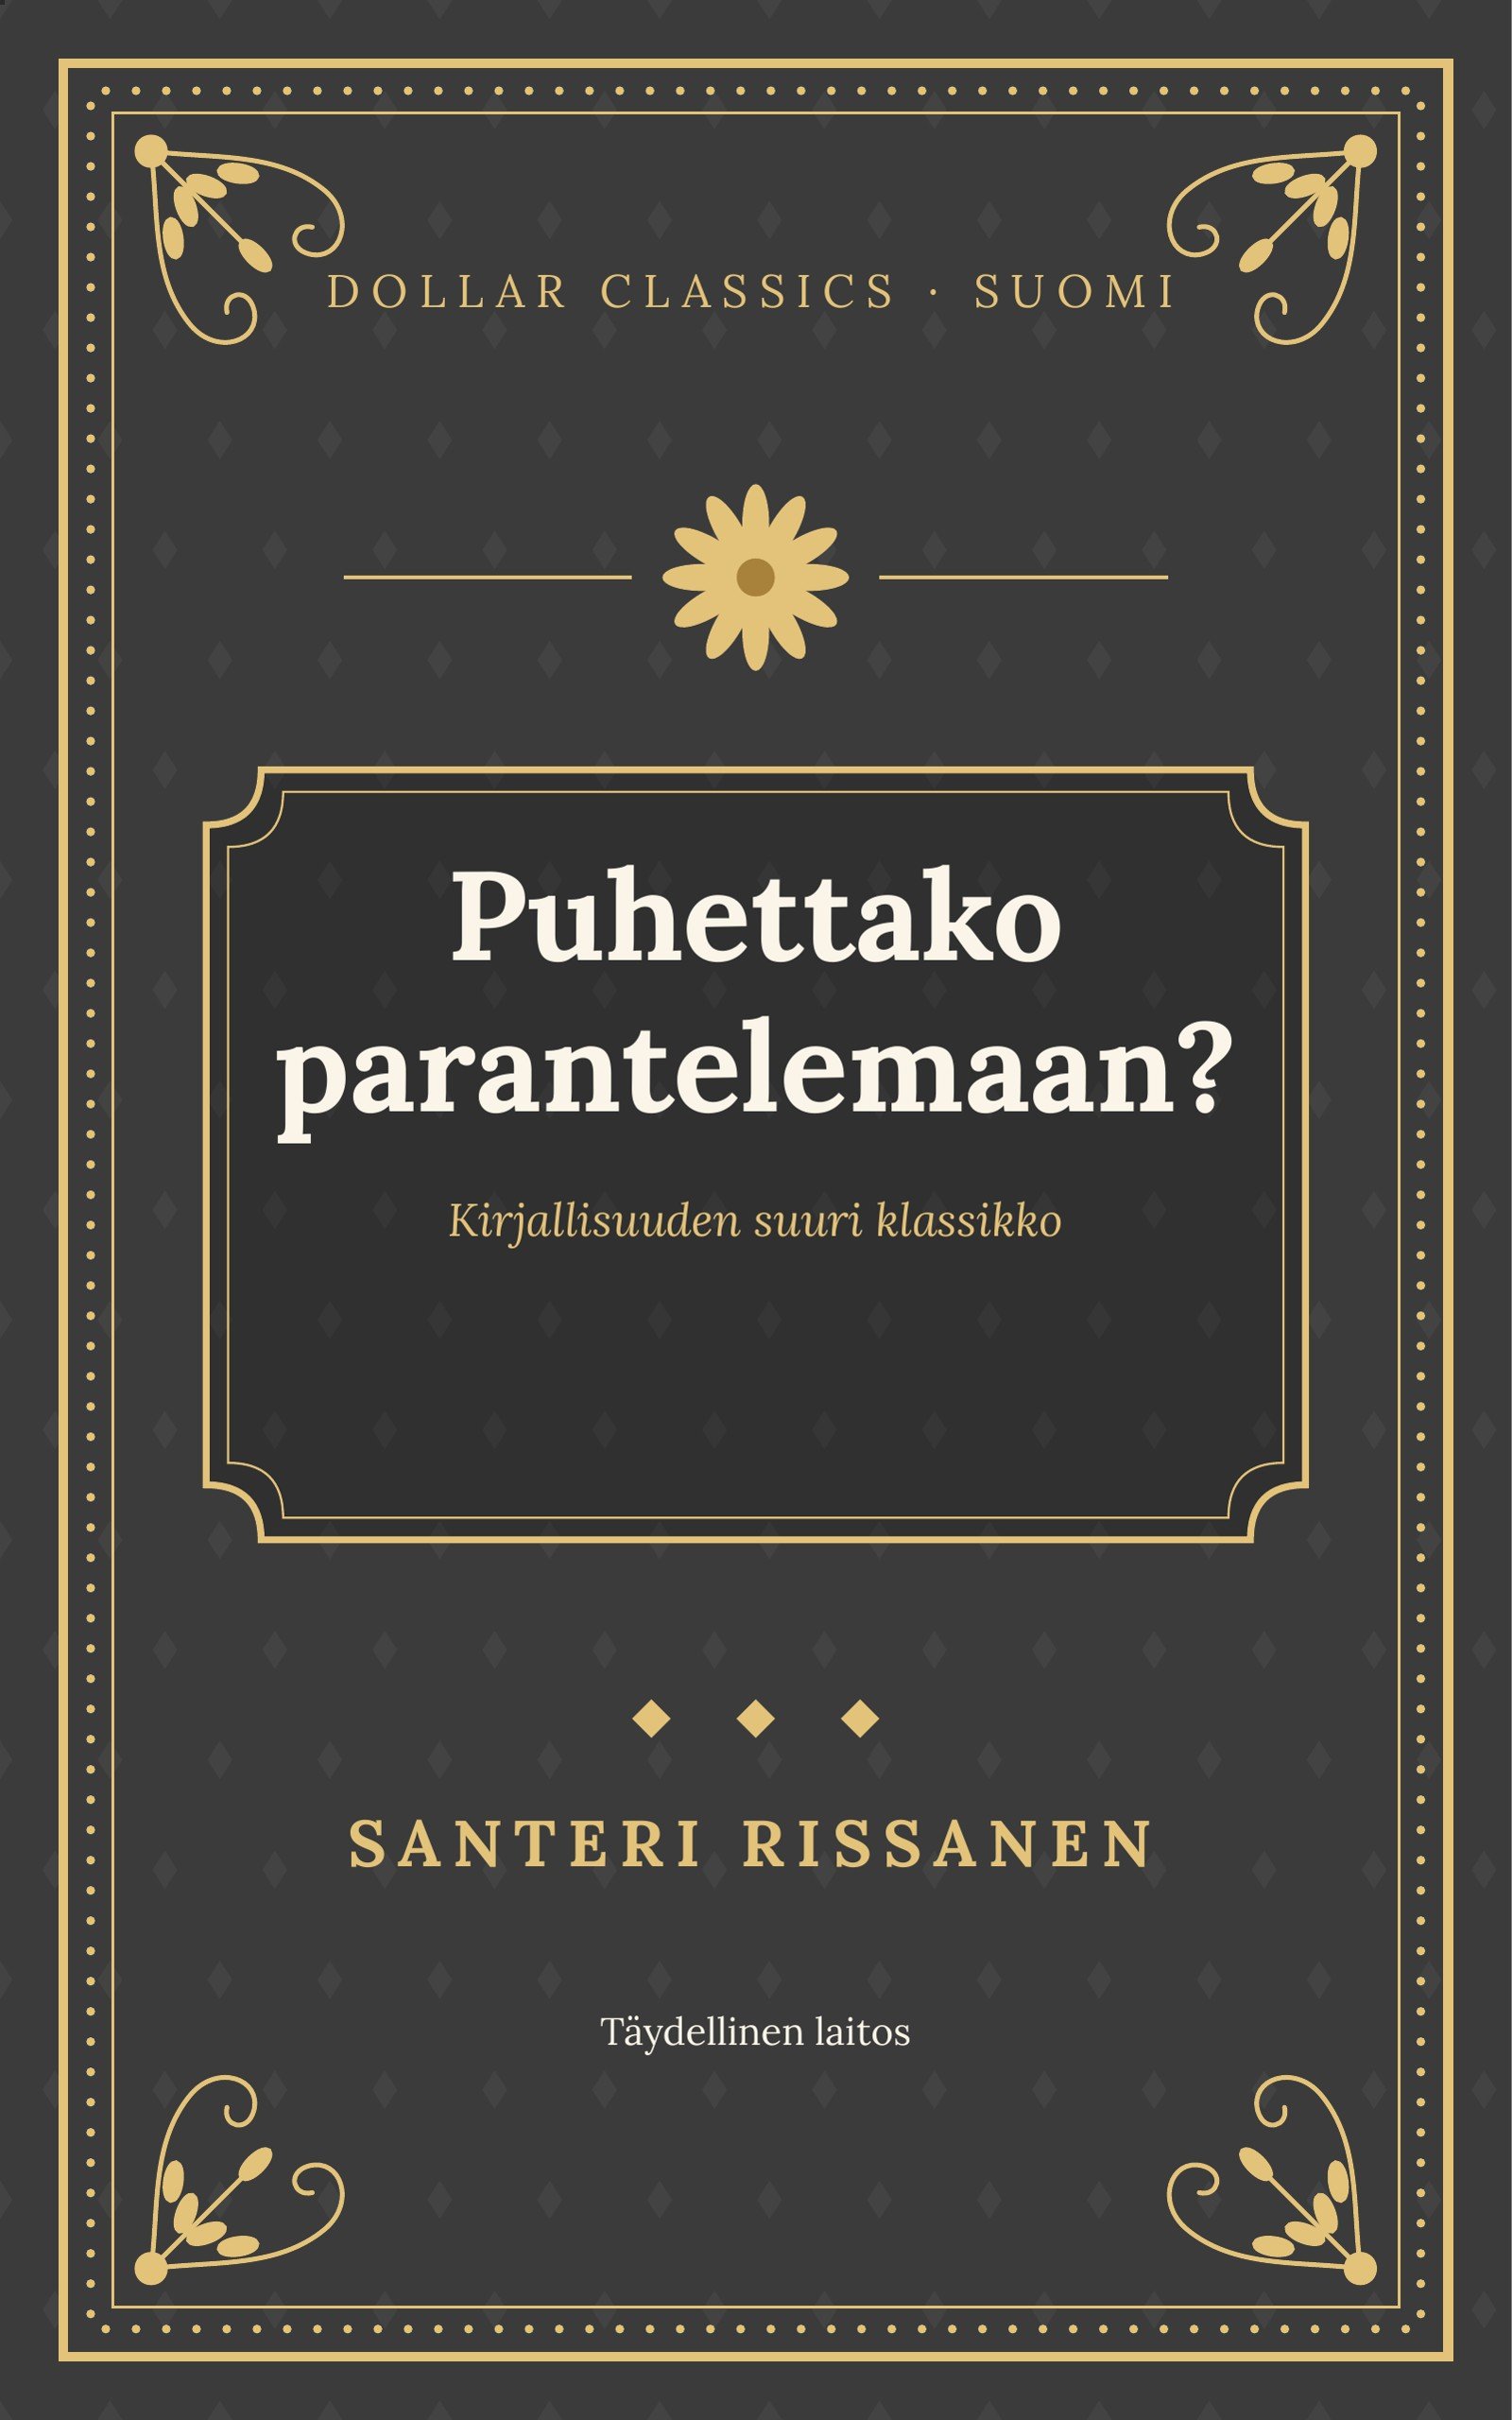 DOLLAR CLASSICS · SUOMI
Puhettako
parantelemaan?
Kirjallisuuden suuri klassikko
SANTERI RISSANEN
Täydellinen laitos